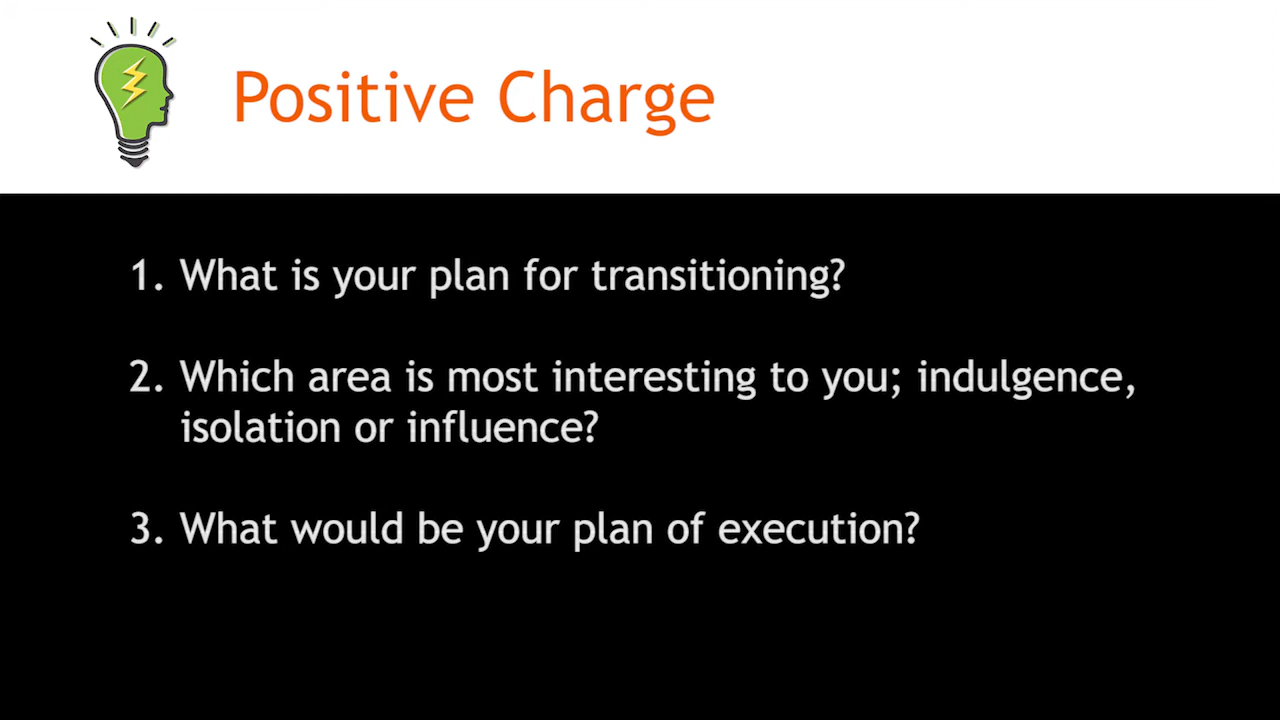 Positive Charge
1. What is your plan for transitioning?
2. Which area is most interesting to you; indulgence,
isolation or influence?
3. What would be your plan of execution?